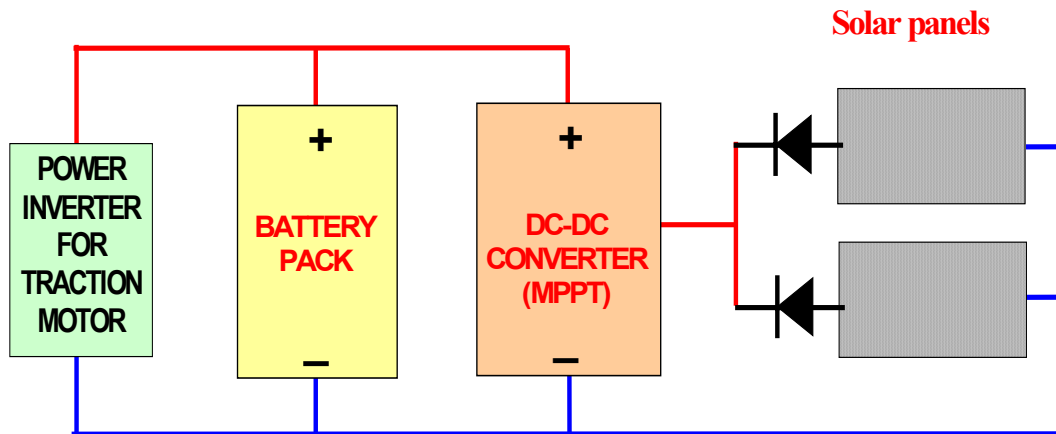 Solar panels
POWER
INVERTER
FOR
TRACTION
MOTOR
+
BATTERY
PACK
–
+
DC-DC
CONVERTER
(MPPT)
–